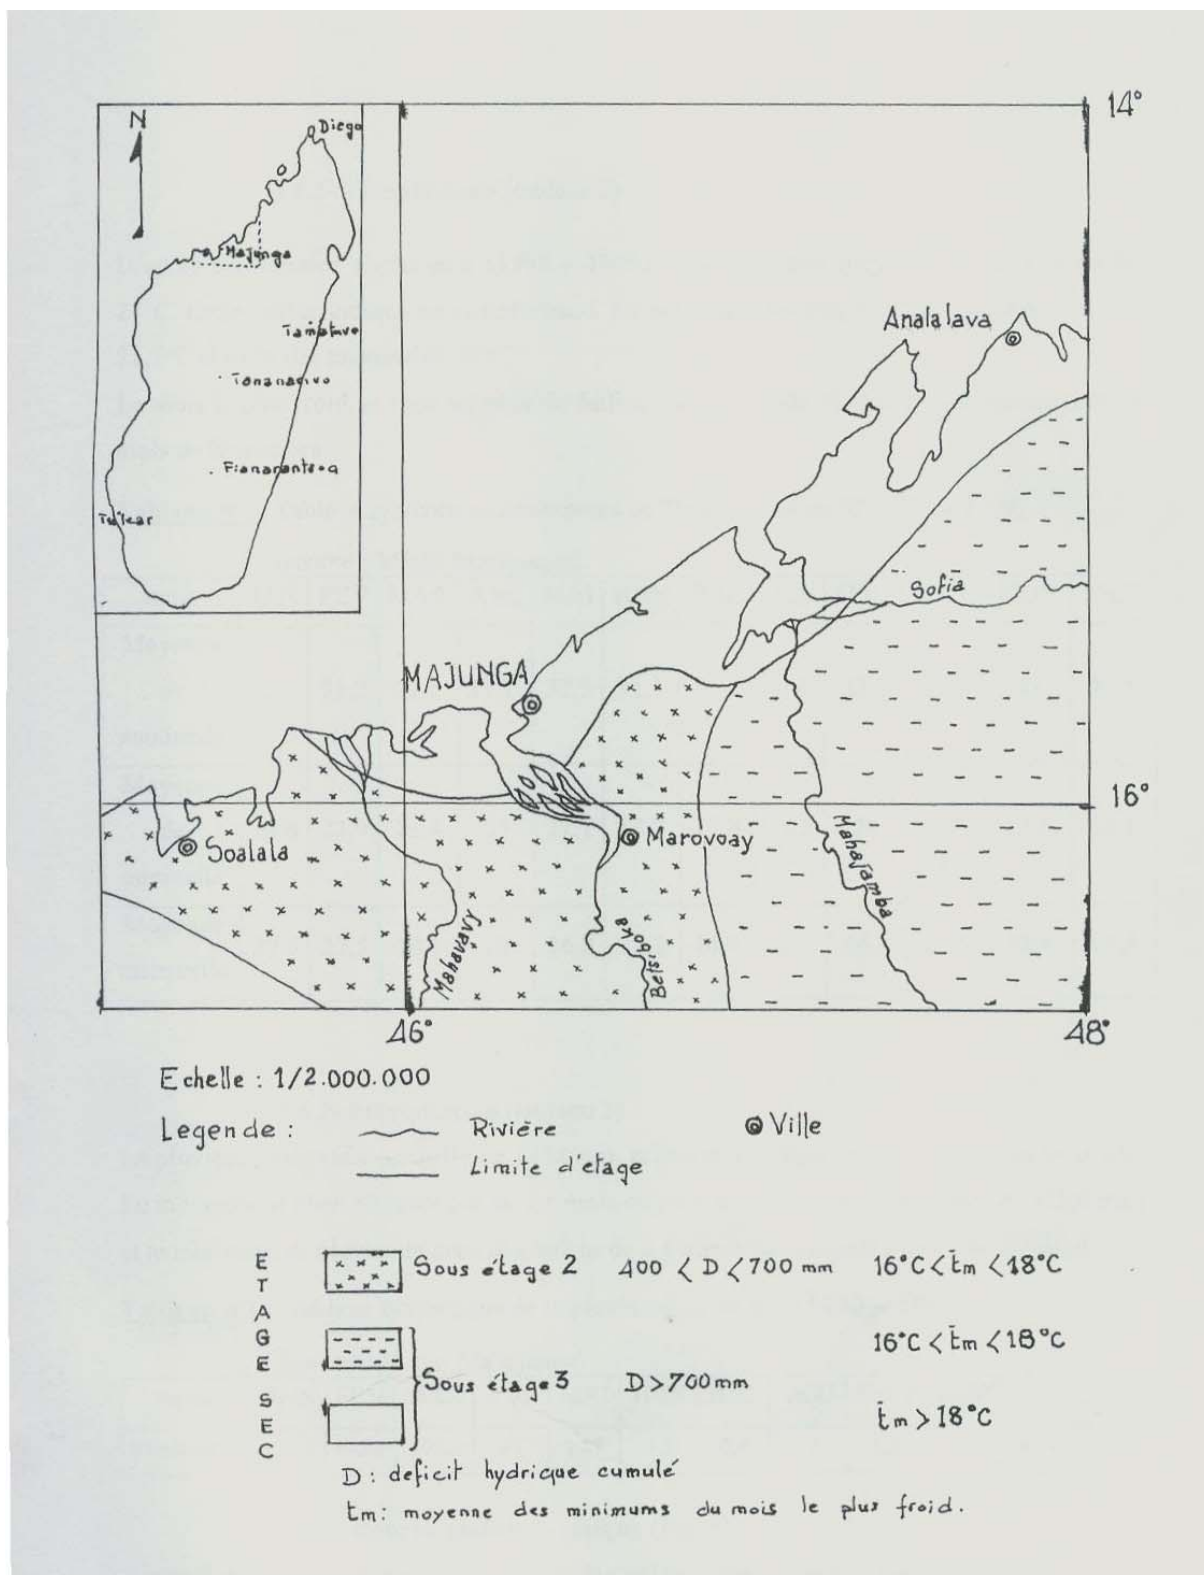 N
Diego
Majunga
Tamatave
Tananarivo
Fianarantsoa
Tulear
14°
Analalava
Sofia
MAJUNGA
16°
Soalala
Marovoay
Mahajamba
Mahavavy
Betsiboka
46°
48°
Echelle : 1/2.000.000
Legende :
Rivière
Ville
Limite d'etage
ETAGE SEC
Sous étage 2 400 < D < 700 mm 16°C < t̄m < 18°C
16°C < t̄m < 18°C
Sous étage 3 D > 700 mm
t̄m > 18°C
D : deficit hydrique cumulé
tm : moyenne des minimums du mois le plus froid.